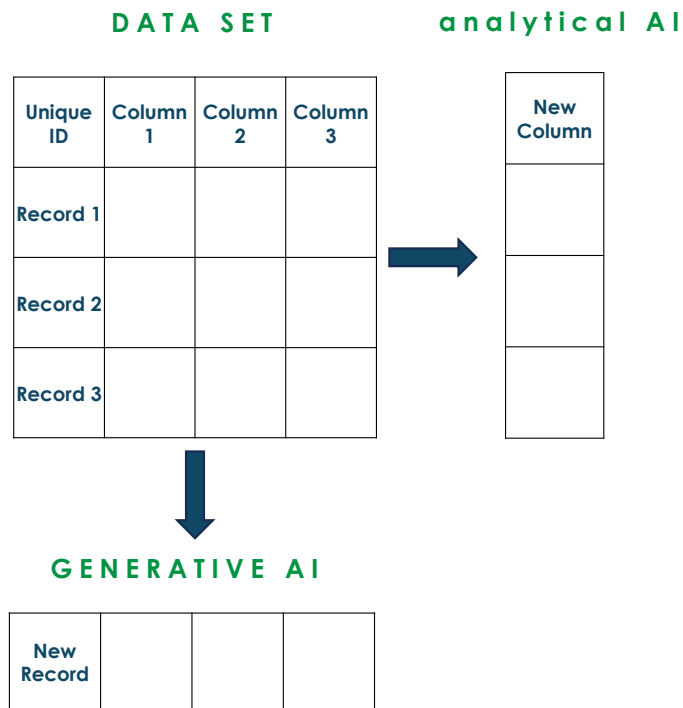 DATA SET
analytical AI
Unique ID
Column 1
Column 2
Column 3
New Column
Record 1
Record 2
Record 3
GENERATIVE AI
New Record